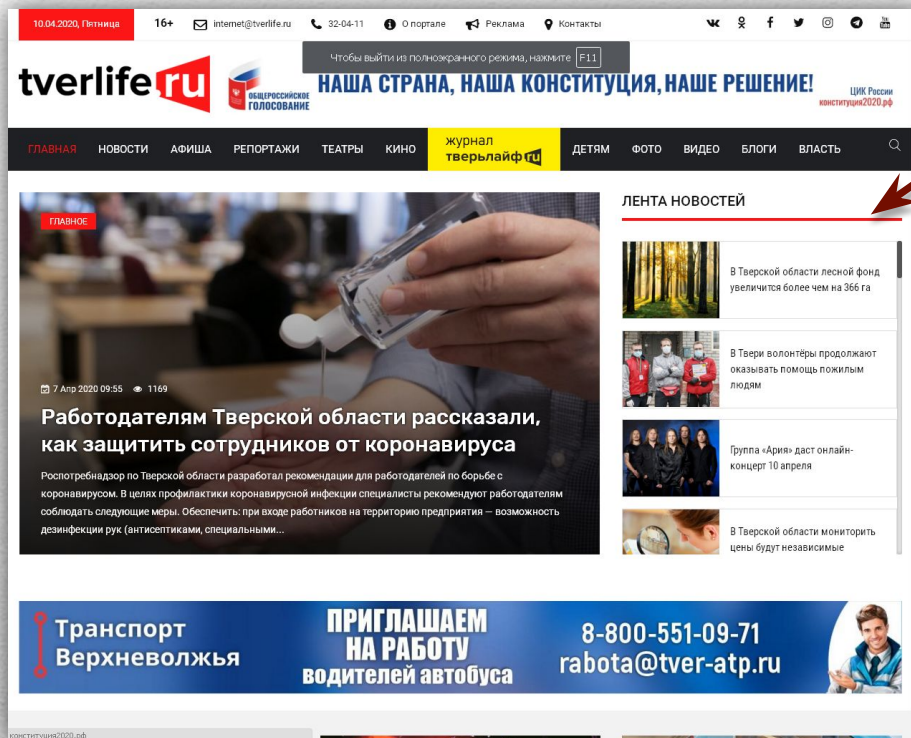 10.04.2020, Пятница
16+
internet@tverlife.ru
32-04-11
О портале
Реклама
Контакты
Чтобы выйти из полноэкранного режима, нажмите F11
tverlife.ru
ОБЩЕРОССИЙСКОЕ
ГОЛОСОВАНИЕ
НАША СТРАНА, НАША КОНСТИТУЦИЯ, НАШЕ РЕШЕНИЕ!
ЦИК России
конституция2020.рф
ГЛАВНАЯ
НОВОСТИ
АФИША
РЕПОРТАЖИ
ТЕАТРЫ
КИНО
журнал
тверьлайф ru
ДЕТЯМ
ФОТО
ВИДЕО
БЛОГИ
ВЛАСТЬ
ГЛАВНОЕ
7 Апр 2020 09:55 1169
Работодателям Тверской области рассказали,
как защитить сотрудников от коронавируса
Роспотребнадзор по Тверской области разработал рекомендации для работодателей по борьбе с
коронавирусом. В целях профилактики коронавирусной инфекции специалисты рекомендуют работодателям
соблюдать следующие меры. Обеспечить: при входе работников на территорию предприятия — возможность
дезинфекции рук (антисептиками, специальными...
ЛЕНТА НОВОСТЕЙ
В Тверской области лесной фонд
увеличится более чем на 366 га
В Твери волонтёры продолжают
оказывать помощь пожилым
людям
Группа «Ария» даст онлайн-
концерт 10 апреля
В Тверской области мониторить
цены будут независимые
Транспорт
Верхневолжья
ПРИГЛАШАЕМ
НА РАБОТУ
водителей автобуса
8-800-551-09-71
rabota@tver-atp.ru
конституция2020.рф